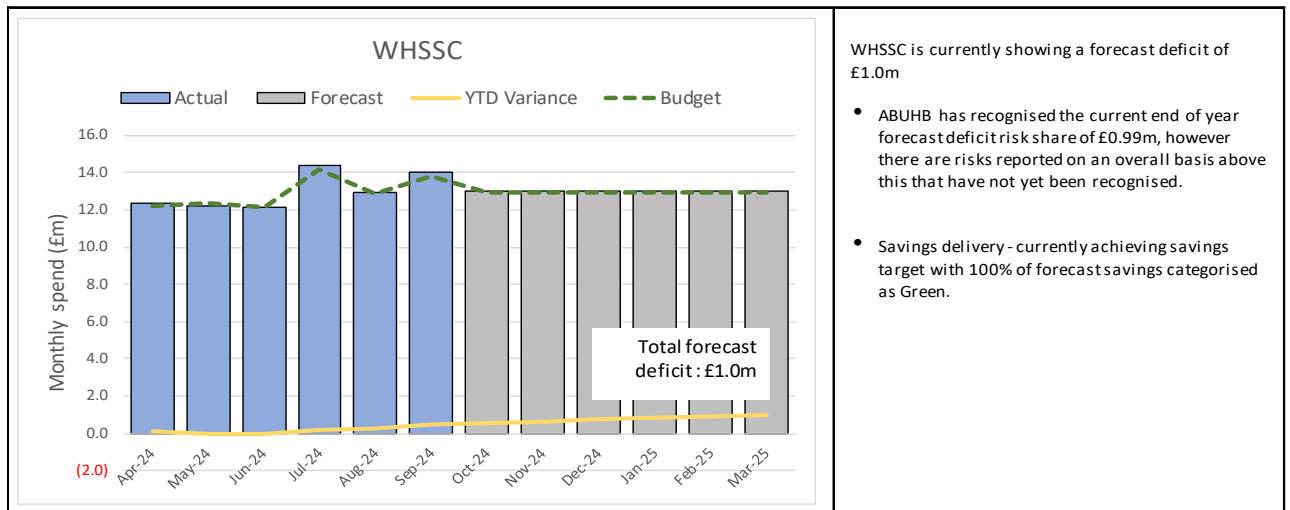 WHSSC
Actual
Forecast
YTD Variance
Budget
Monthly spend (£m)
16.0
14.0
12.0
10.0
8.0
6.0
4.0
2.0
0.0
(2.0)
Total forecast
deficit : £1.0m
Apr-24
May-24
Jun-24
Jul-24
Aug-24
Sep-24
Oct-24
Nov-24
Dec-24
Jan-25
Feb-25
Mar-25
WHSSC is currently showing a forecast deficit of
£1.0m
• ABUHB has recognised the current end of year
forecast deficit risk share of £0.99m, however
there are risks reported on an overall basis above
this that have not yet been recognised.
• Savings delivery - currently achieving savings
target with 100% of forecast savings categorised
as Green.